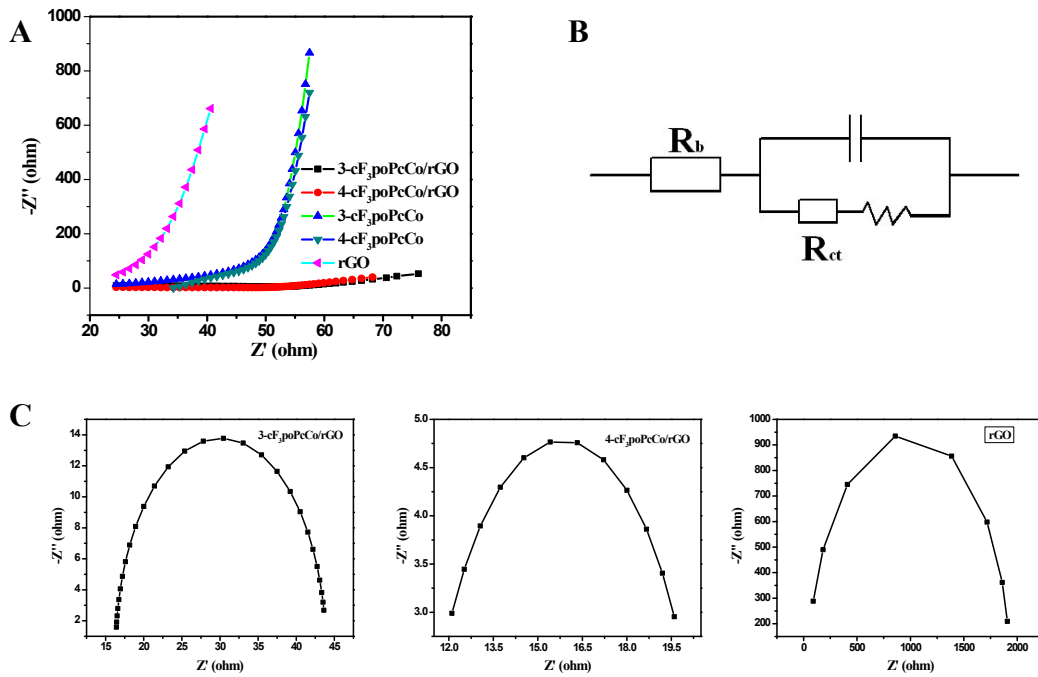 A
1000
800
600
400
200
0
-Z'' (ohm)
20 30 40 50 60 70 80
Z' (ohm)
3-cF₃poPcCo/rGO
4-cF₃poPcCo/rGO
3-cF₃poPcCo
4-cF₃poPcCo
rGO
B
R_b
R_ct
C
3-cF₃poPcCo/rGO
14
12
10
8
6
4
2
-Z'' (ohm)
15 20 25 30 35 40 45
Z' (ohm)
4-cF₃poPcCo/rGO
5.0
4.5
4.0
3.5
3.0
-Z'' (ohm)
12.0 13.5 15.0 16.5 18.0 19.5
Z' (ohm)
rGO
1000
900
800
700
600
500
400
300
200
-Z'' (ohm)
0 500 1000 1500 2000
Z' (ohm)